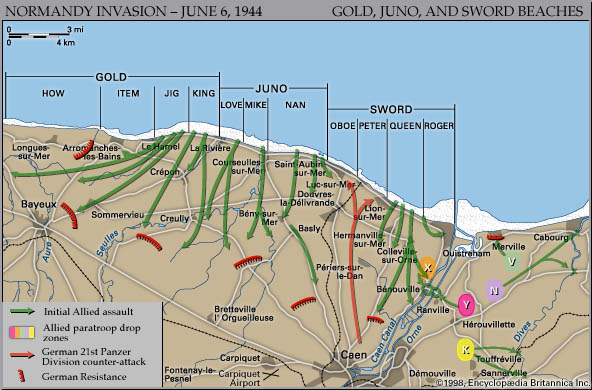 NORMANDY INVASION – JUNE 6, 1944
GOLD, JUNO, AND SWORD BEACHES
0 3 mi
0 4 km
GOLD
HOW ITEM JIG KING
JUNO
LOVE MIKE NAN
SWORD
OBOE PETER QUEEN ROGER
Longues-
sur-Mer
Arromanches-
les-Bains
Le Hamel
La Rivière
Crépon
Courseulles-
sur-Mer
Saint-Aubin-
sur-Mer
Luc-sur-Mer
Douvres-
la-Délivrande
Lion-
sur-Mer
Bayeux
Sommervieu
Creully
Bény-sur-
Mer
Basly
Hermanville-
sur-Mer
Colleville-
sur-Orne
Ouistreham
Merville
Cabourg
Aure
Seulles
Périers-sur-
le-Dan
Bénouville
Ranville
X
V
N
Y
K
Hérouvillette
Bretteville
l'Orgueilleuse
Caen
Caen Canal
Orne
Dives
Touffréville
Sannerville
Démouville
Carpiquet
Carpiquet
Airport
Fontenay-le-
Pesnel
Initial Allied assault
Allied paratroop drop
zones
German 21st Panzer
Division counter-attack
German Resistance
©1998, Encyclopædia Britannica Inc.